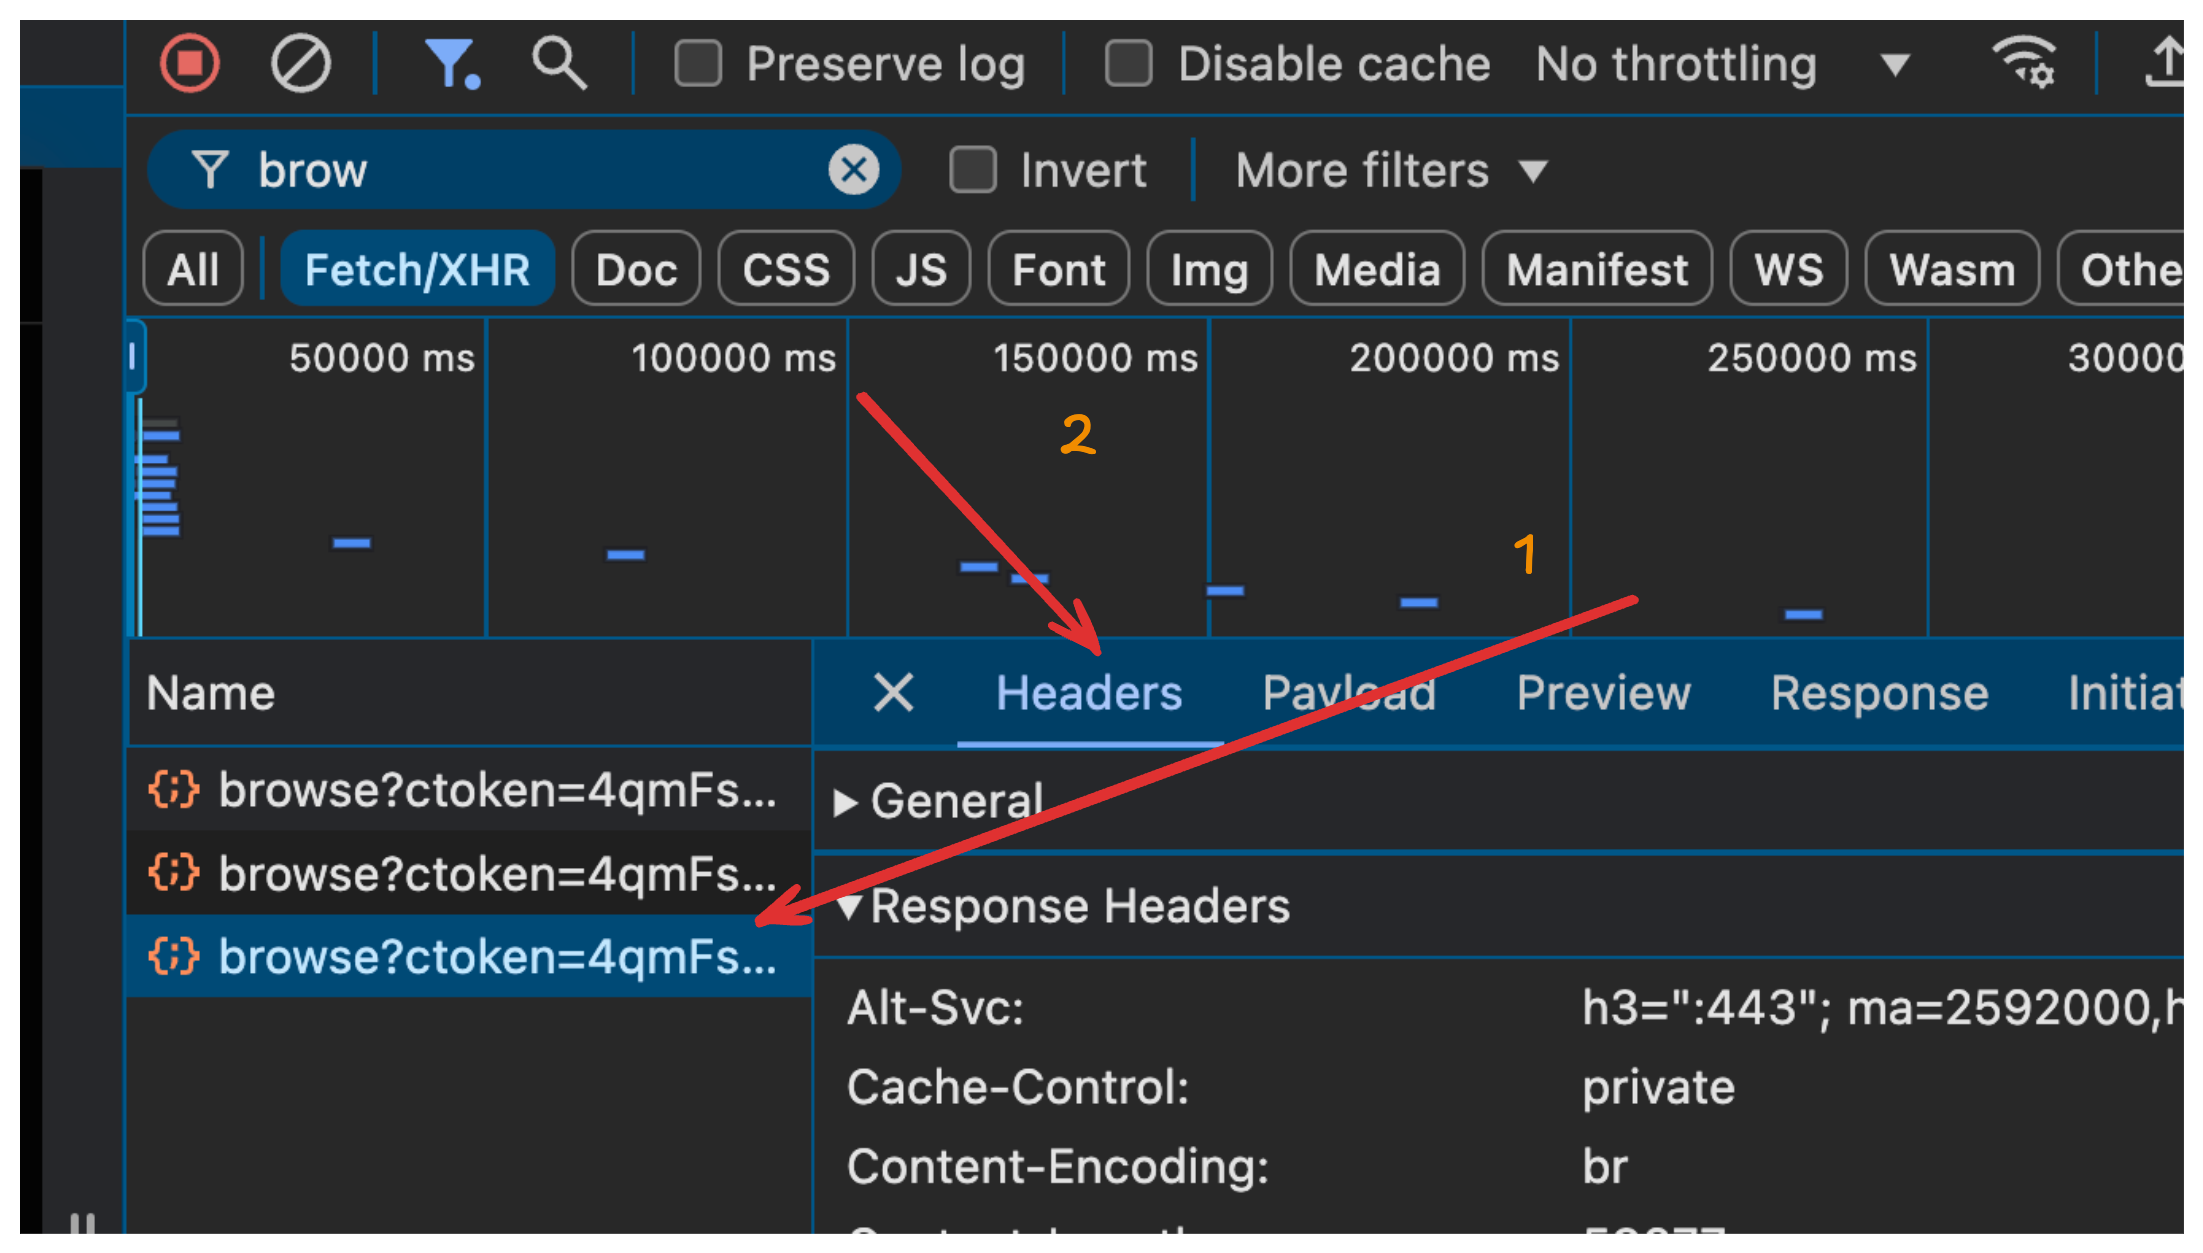 Preserve log Disable cache No throttling
brow Invert More filters
All Fetch/XHR Doc CSS JS Font Img Media Manifest WS Wasm Othe
50000 ms 100000 ms 150000 ms 200000 ms 250000 ms 30000
2
1
Name Headers Payload Preview Response Initiat
browse?ctoken=4qmFs... General
browse?ctoken=4qmFs... Response Headers
browse?ctoken=4qmFs...
Alt-Svc: h3=":443"; ma=2592000,h
Cache-Control: private
Content-Encoding: br